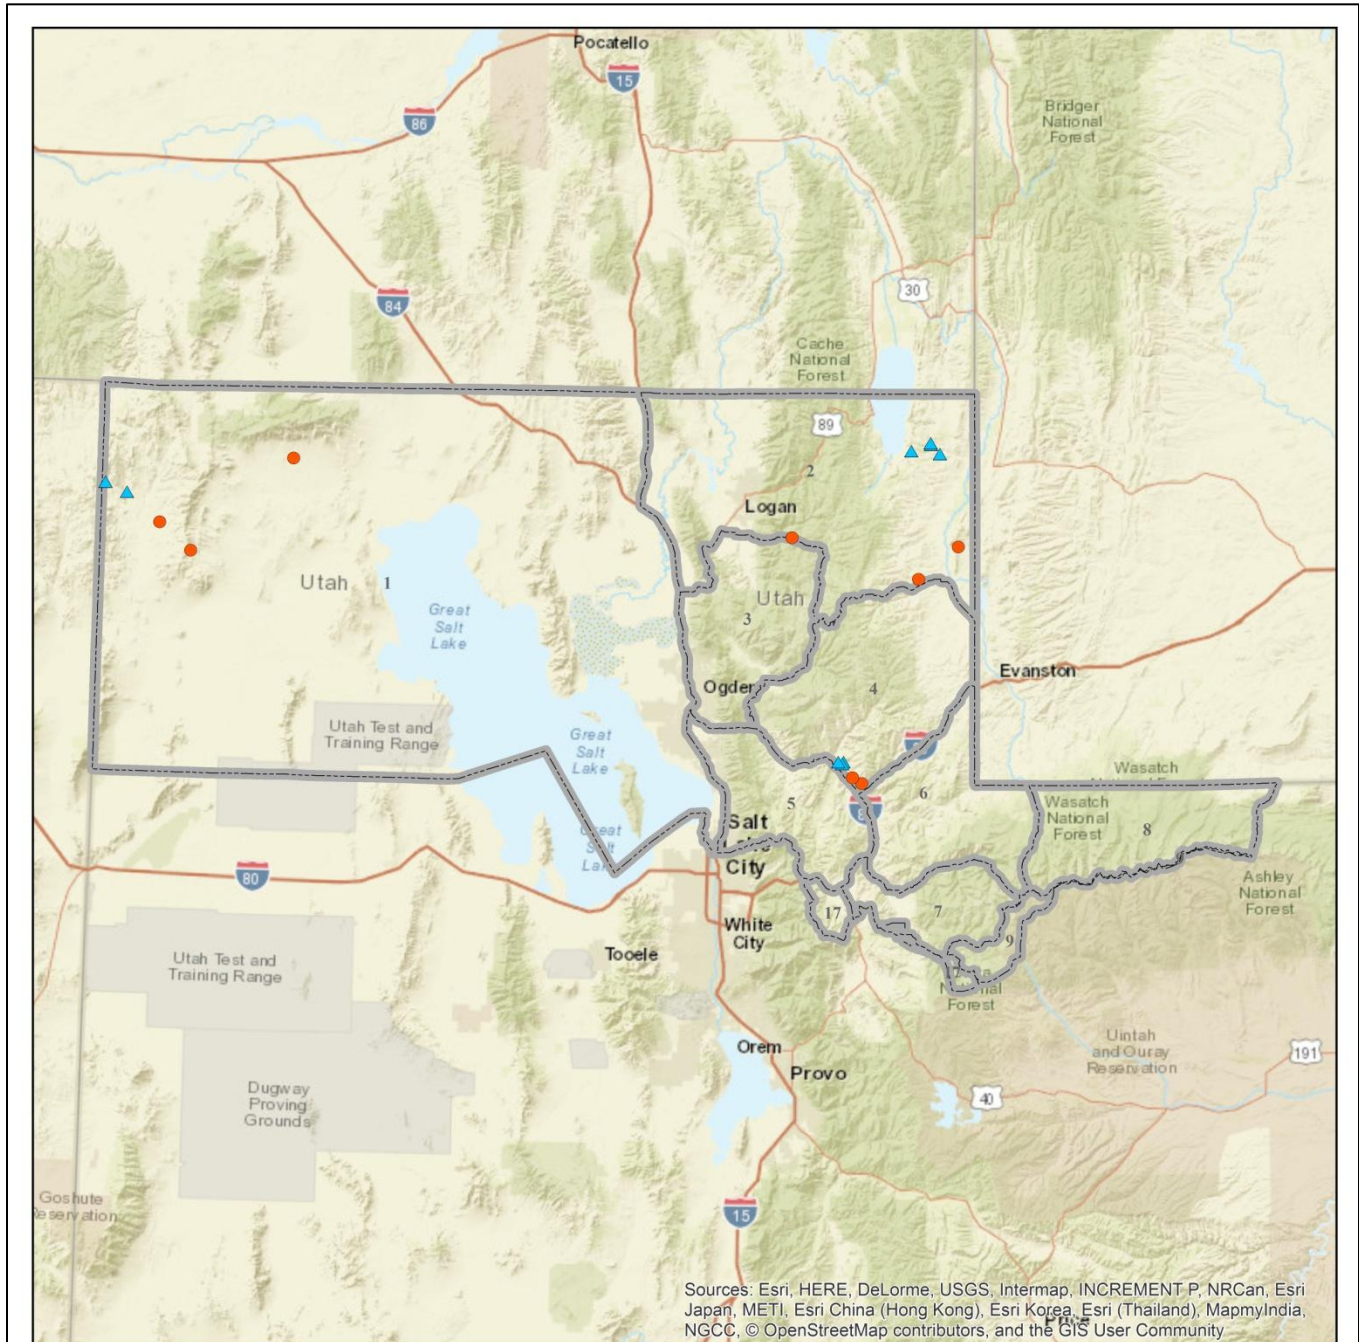 Pocatello
15
86
Bridger
National
Forest
84
30
Cache
National
Forest
89
2
Logan
Utah
1
Great
Salt
Lake
Utah
3
Ogden
4
Evanston
Utah Test and
Training Range
Great
Salt
Lake
Wasatch
5
6
Wasatch
National
Forest
8
Salt
City
Great
Salt
80
Ashley
National
Forest
17
7
9
White
City
Tooele
Utah Test and
Training Range
Forest
Orem
Provo
Uintah
and Ouray
Reservation
191
40
Dugway
Proving
Grounds
Goshute
Reservation
15
Sources: Esri, HERE, DeLorme, USGS, Intermap, INCREMENT P, NRCan, Esri
Japan, METI, Esri China (Hong Kong), Esri Korea, Esri (Thailand), MapmyIndia,
NGCC, © OpenStreetMap contributors, and the GIS User Community